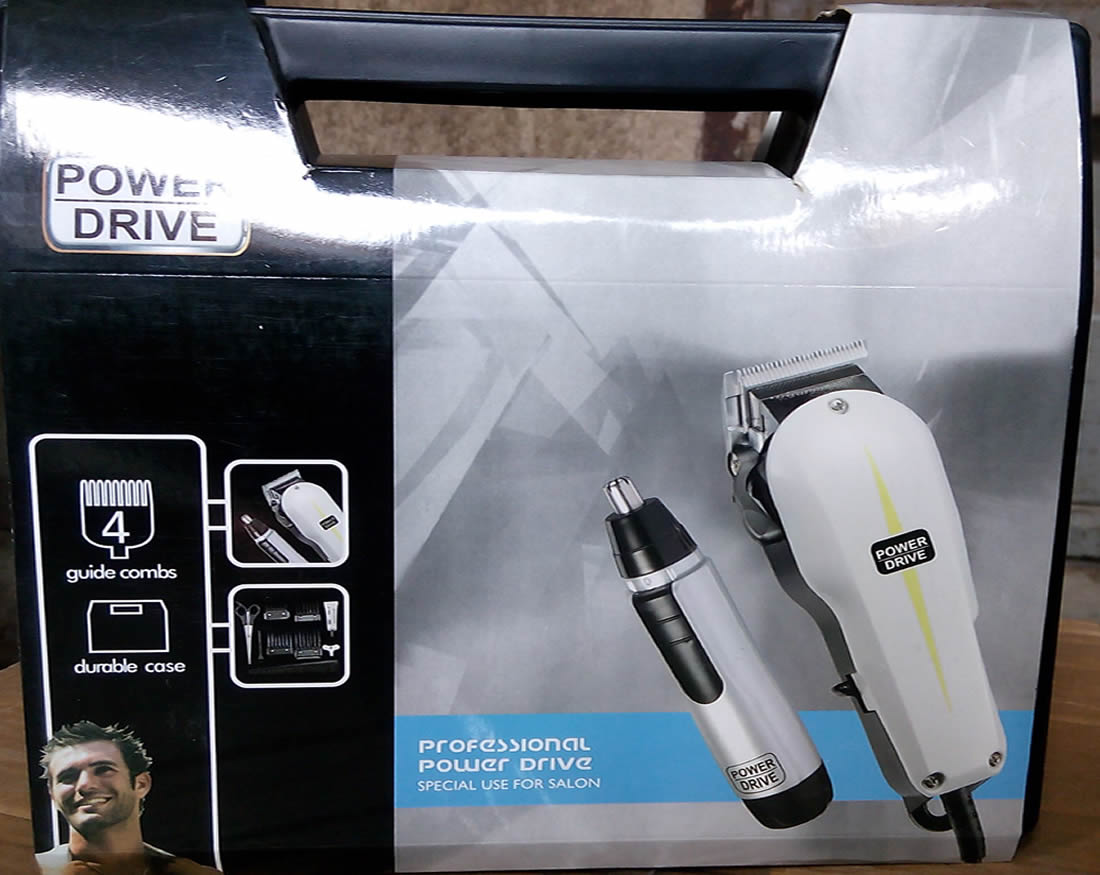 POWER
DRIVE
4
guide combs
durable case
POWER
DRIVE
PROFESSIONAL
POWER DRIVE
SPECIAL USE FOR SALON
POWER
DRIVE